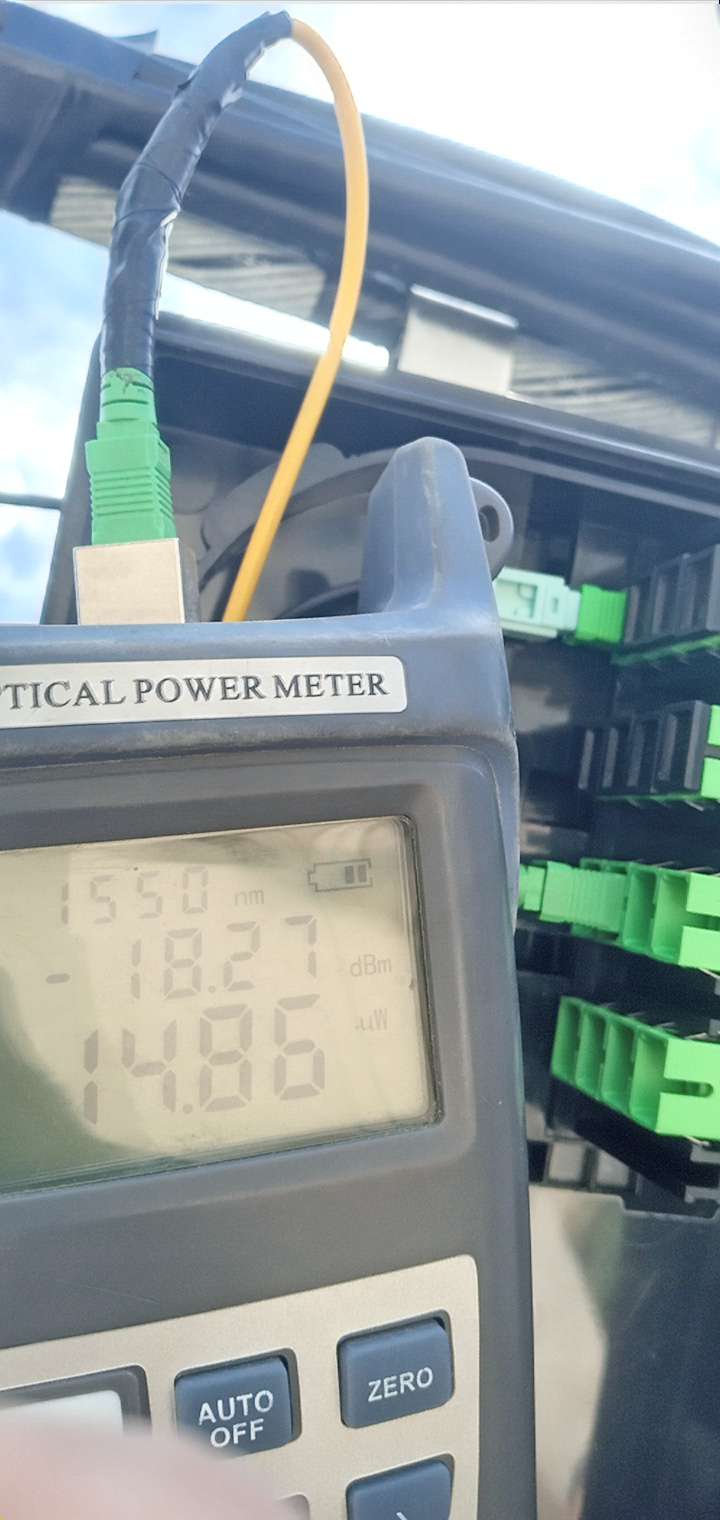 PTICAL POWER METER
1550 nm
-18.27 dBm
14.86 uW
AUTO
OFF
ZERO